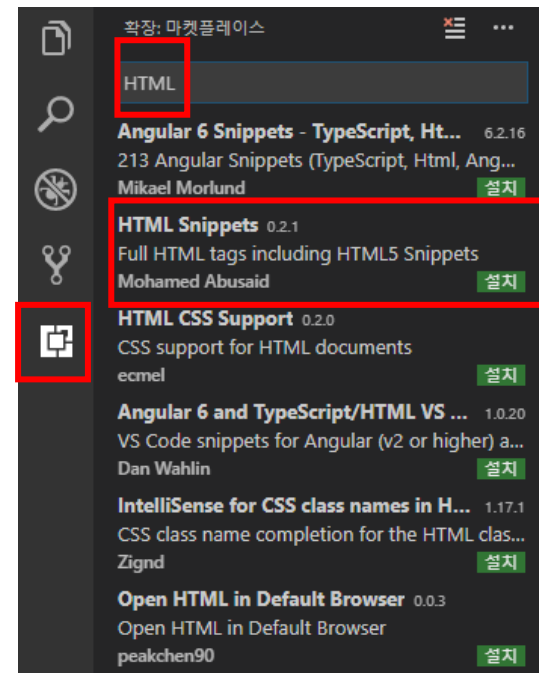 확장: 마켓플레이스
HTML
Angular 6 Snippets - TypeScript, Ht... 6.2.16
213 Angular Snippets (TypeScript, Html, Ang...
Mikael Morlund 설치
HTML Snippets 0.2.1
Full HTML tags including HTML5 Snippets
Mohamed Abusaid 설치
HTML CSS Support 0.2.0
CSS support for HTML documents
ecmel 설치
Angular 6 and TypeScript/HTML VS ... 1.0.20
VS Code snippets for Angular (v2 or higher) a...
Dan Wahlin 설치
IntelliSense for CSS class names in H... 1.17.1
CSS class name completion for the HTML clas...
Zignd 설치
Open HTML in Default Browser 0.0.3
Open HTML in Default Browser
peakchen90 설치